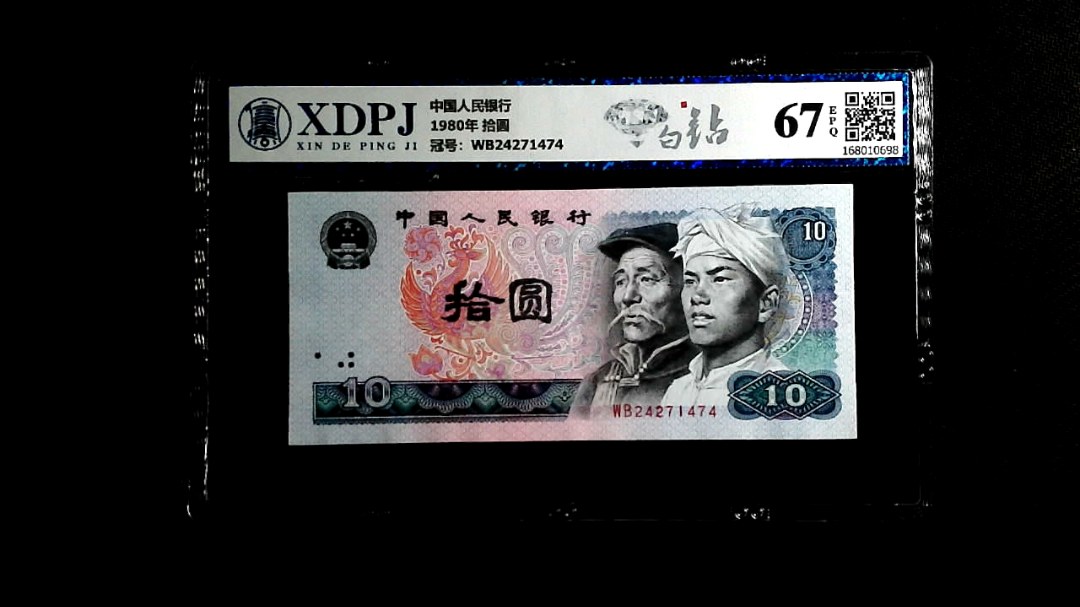 XDPJ
XIN DE PING JI
中国人民银行
1980年 拾圆
冠号：WB24271474
白钻
67
EPQ
168010698
中国人民银行
10
拾圆
10
WB24271474
10